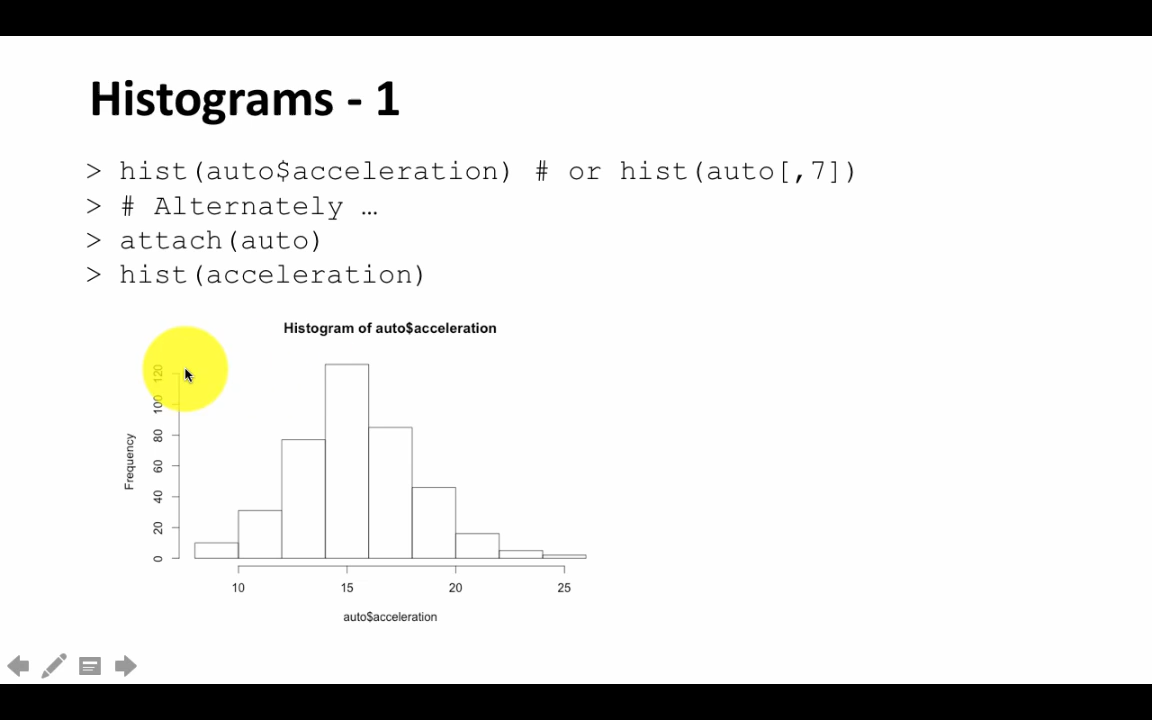 Histograms - 1
> hist(auto$acceleration) # or hist(auto[,7])
> # Alternately …
> attach(auto)
> hist(acceleration)
Histogram of auto$acceleration
120
100
80
60
40
20
0
Frequency
10 15 20 25
auto$acceleration